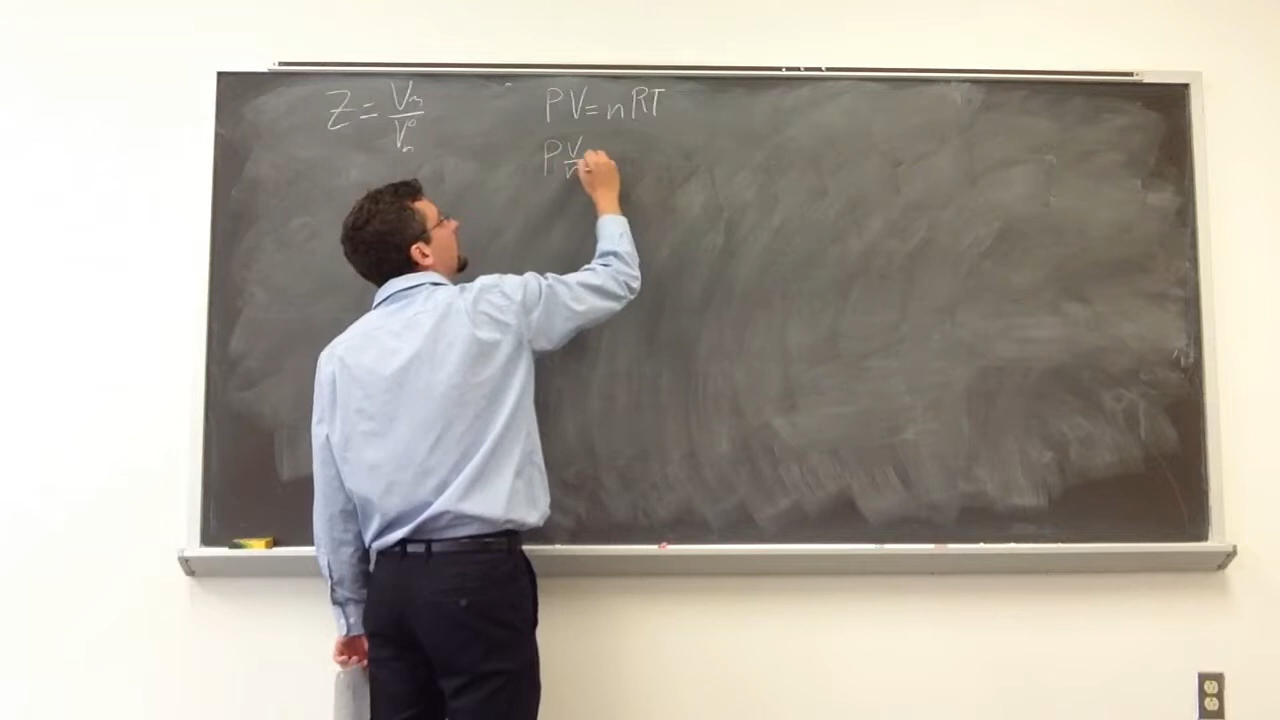 Z = Vm / V°m
PV = nRT
P V/n